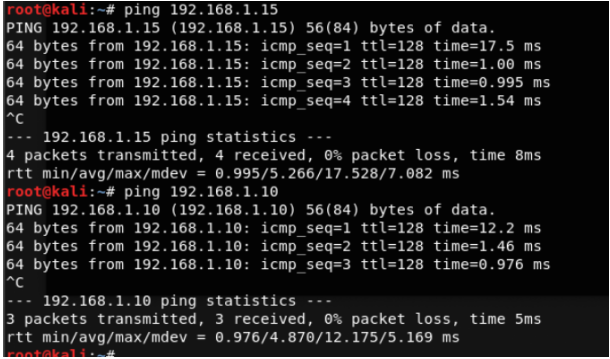 root@kali:~# ping 192.168.1.15
PING 192.168.1.15 (192.168.1.15) 56(84) bytes of data.
64 bytes from 192.168.1.15: icmp_seq=1 ttl=128 time=17.5 ms
64 bytes from 192.168.1.15: icmp_seq=2 ttl=128 time=1.00 ms
64 bytes from 192.168.1.15: icmp_seq=3 ttl=128 time=0.995 ms
64 bytes from 192.168.1.15: icmp_seq=4 ttl=128 time=1.54 ms
^C
--- 192.168.1.15 ping statistics ---
4 packets transmitted, 4 received, 0% packet loss, time 8ms
rtt min/avg/max/mdev = 0.995/5.266/17.528/7.082 ms
root@kali:~# ping 192.168.1.10
PING 192.168.1.10 (192.168.1.10) 56(84) bytes of data.
64 bytes from 192.168.1.10: icmp_seq=1 ttl=128 time=12.2 ms
64 bytes from 192.168.1.10: icmp_seq=2 ttl=128 time=1.46 ms
64 bytes from 192.168.1.10: icmp_seq=3 ttl=128 time=0.976 ms
^C
--- 192.168.1.10 ping statistics ---
3 packets transmitted, 3 received, 0% packet loss, time 5ms
rtt min/avg/max/mdev = 0.976/4.870/12.175/5.169 ms
root@kali:~#